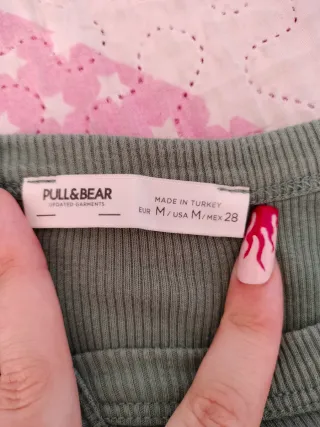 PULL&BEAR
UPDATED GARMENTS
MADE IN TURKEY
EUR M / USA M / MEX 28